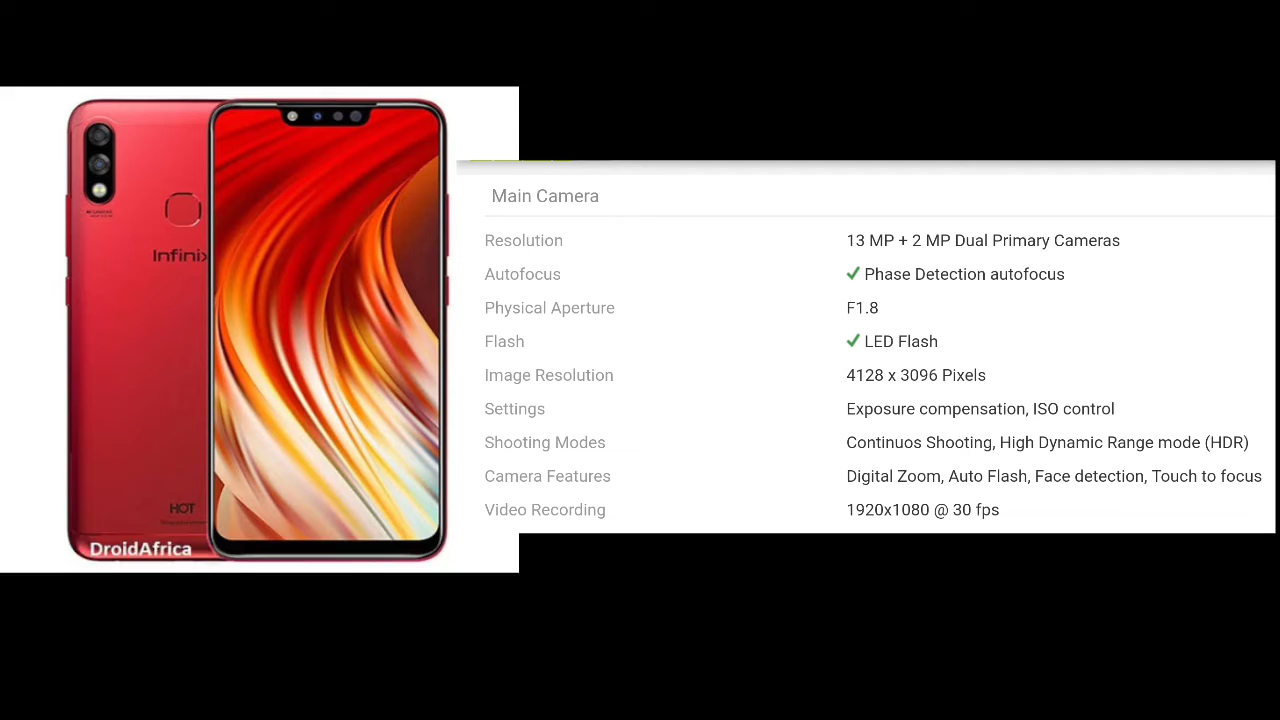 Infinix
HOT
DroidAfrica
Main Camera
Resolution 13 MP + 2 MP Dual Primary Cameras
Autofocus Phase Detection autofocus
Physical Aperture F1.8
Flash LED Flash
Image Resolution 4128 x 3096 Pixels
Settings Exposure compensation, ISO control
Shooting Modes Continuos Shooting, High Dynamic Range mode (HDR)
Camera Features Digital Zoom, Auto Flash, Face detection, Touch to focus
Video Recording 1920x1080 @ 30 fps